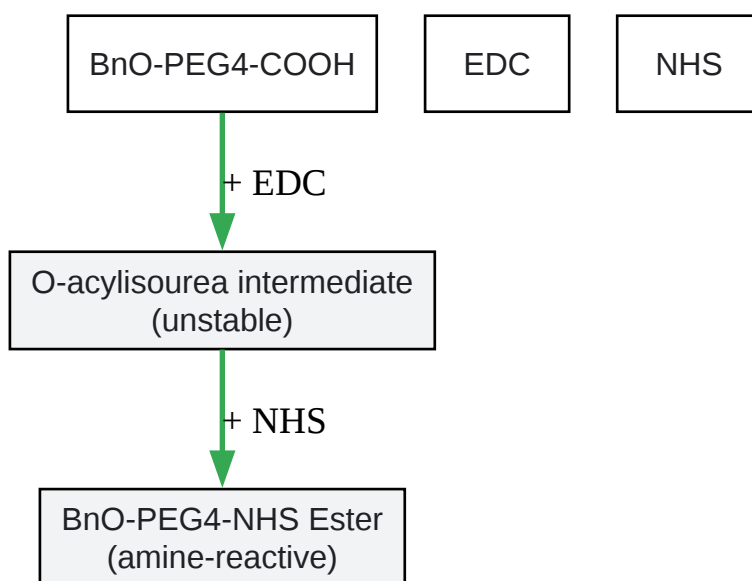 BnO-PEG4-COOH
EDC
NHS
+ EDC
O-acylisourea intermediate
(unstable)
+ NHS
BnO-PEG4-NHS Ester
(amine-reactive)